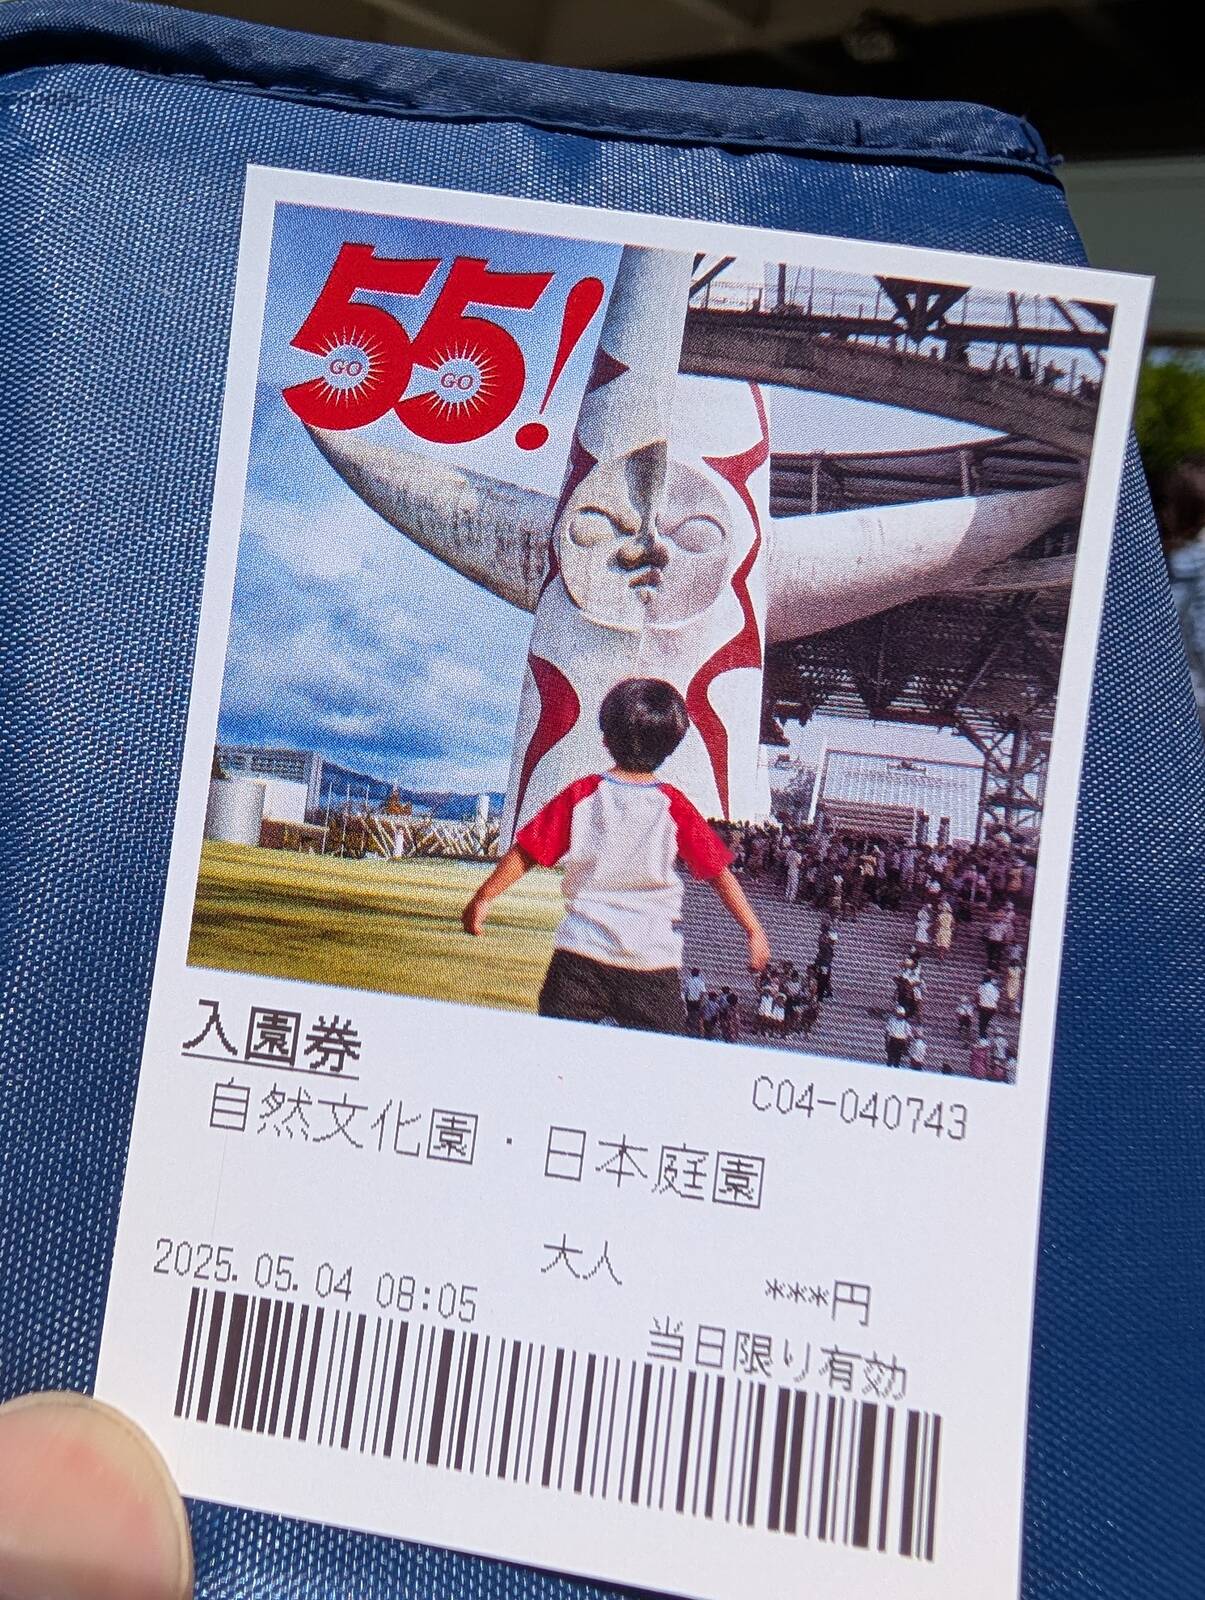 55!
GO GO
入園券
C04-040743
自然文化園・日本庭園
大人
***円
2025.05.04 08:05
当日限り有効